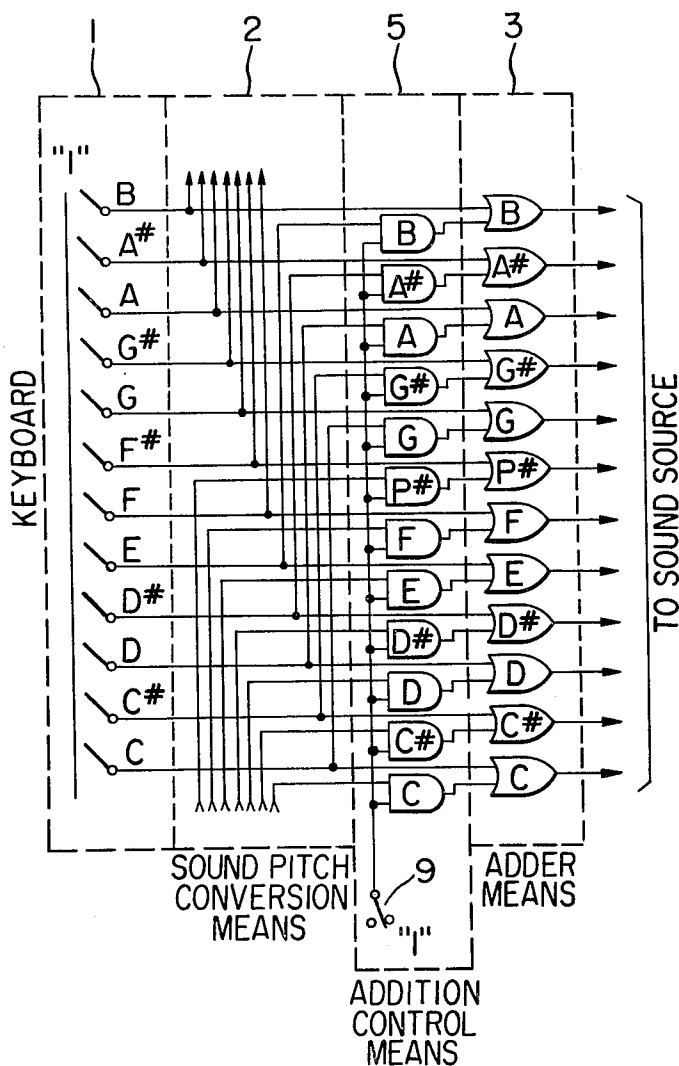 1
2
5
3
"1"
B
A#
A
G#
G
F#
F
E
D#
D
C#
C
KEYBOARD
B
A#
A
G#
G
P#
F
E
D#
D
C#
C
B
A#
A
G#
G
P#
F
E
D#
D
C#
C
TO SOUND SOURCE
SOUND PITCH
CONVERSION
MEANS
9
"1"
ADDITION
CONTROL
MEANS
ADDER
MEANS